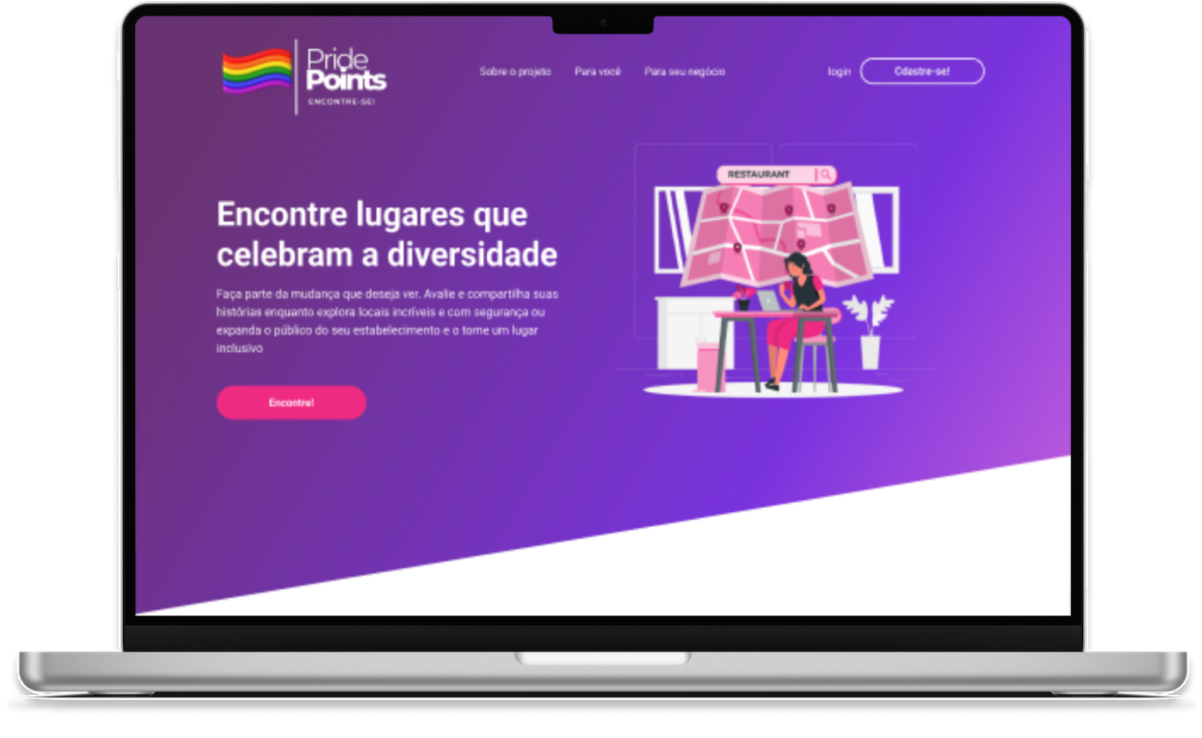 Pride
Points
ENCONTRE-SE!
Sobre o projeto
Para você
Para seu negócio
login
Cdastre-se!
RESTAURANT
Encontre lugares que
celebram a diversidade
Faça parte da mudança que deseja ver. Avalie e compartilha suas
histórias enquanto explora locais incríveis e com segurança ou
expanda o público do seu estabelecimento e o torne um lugar
inclusivo
Encontre!